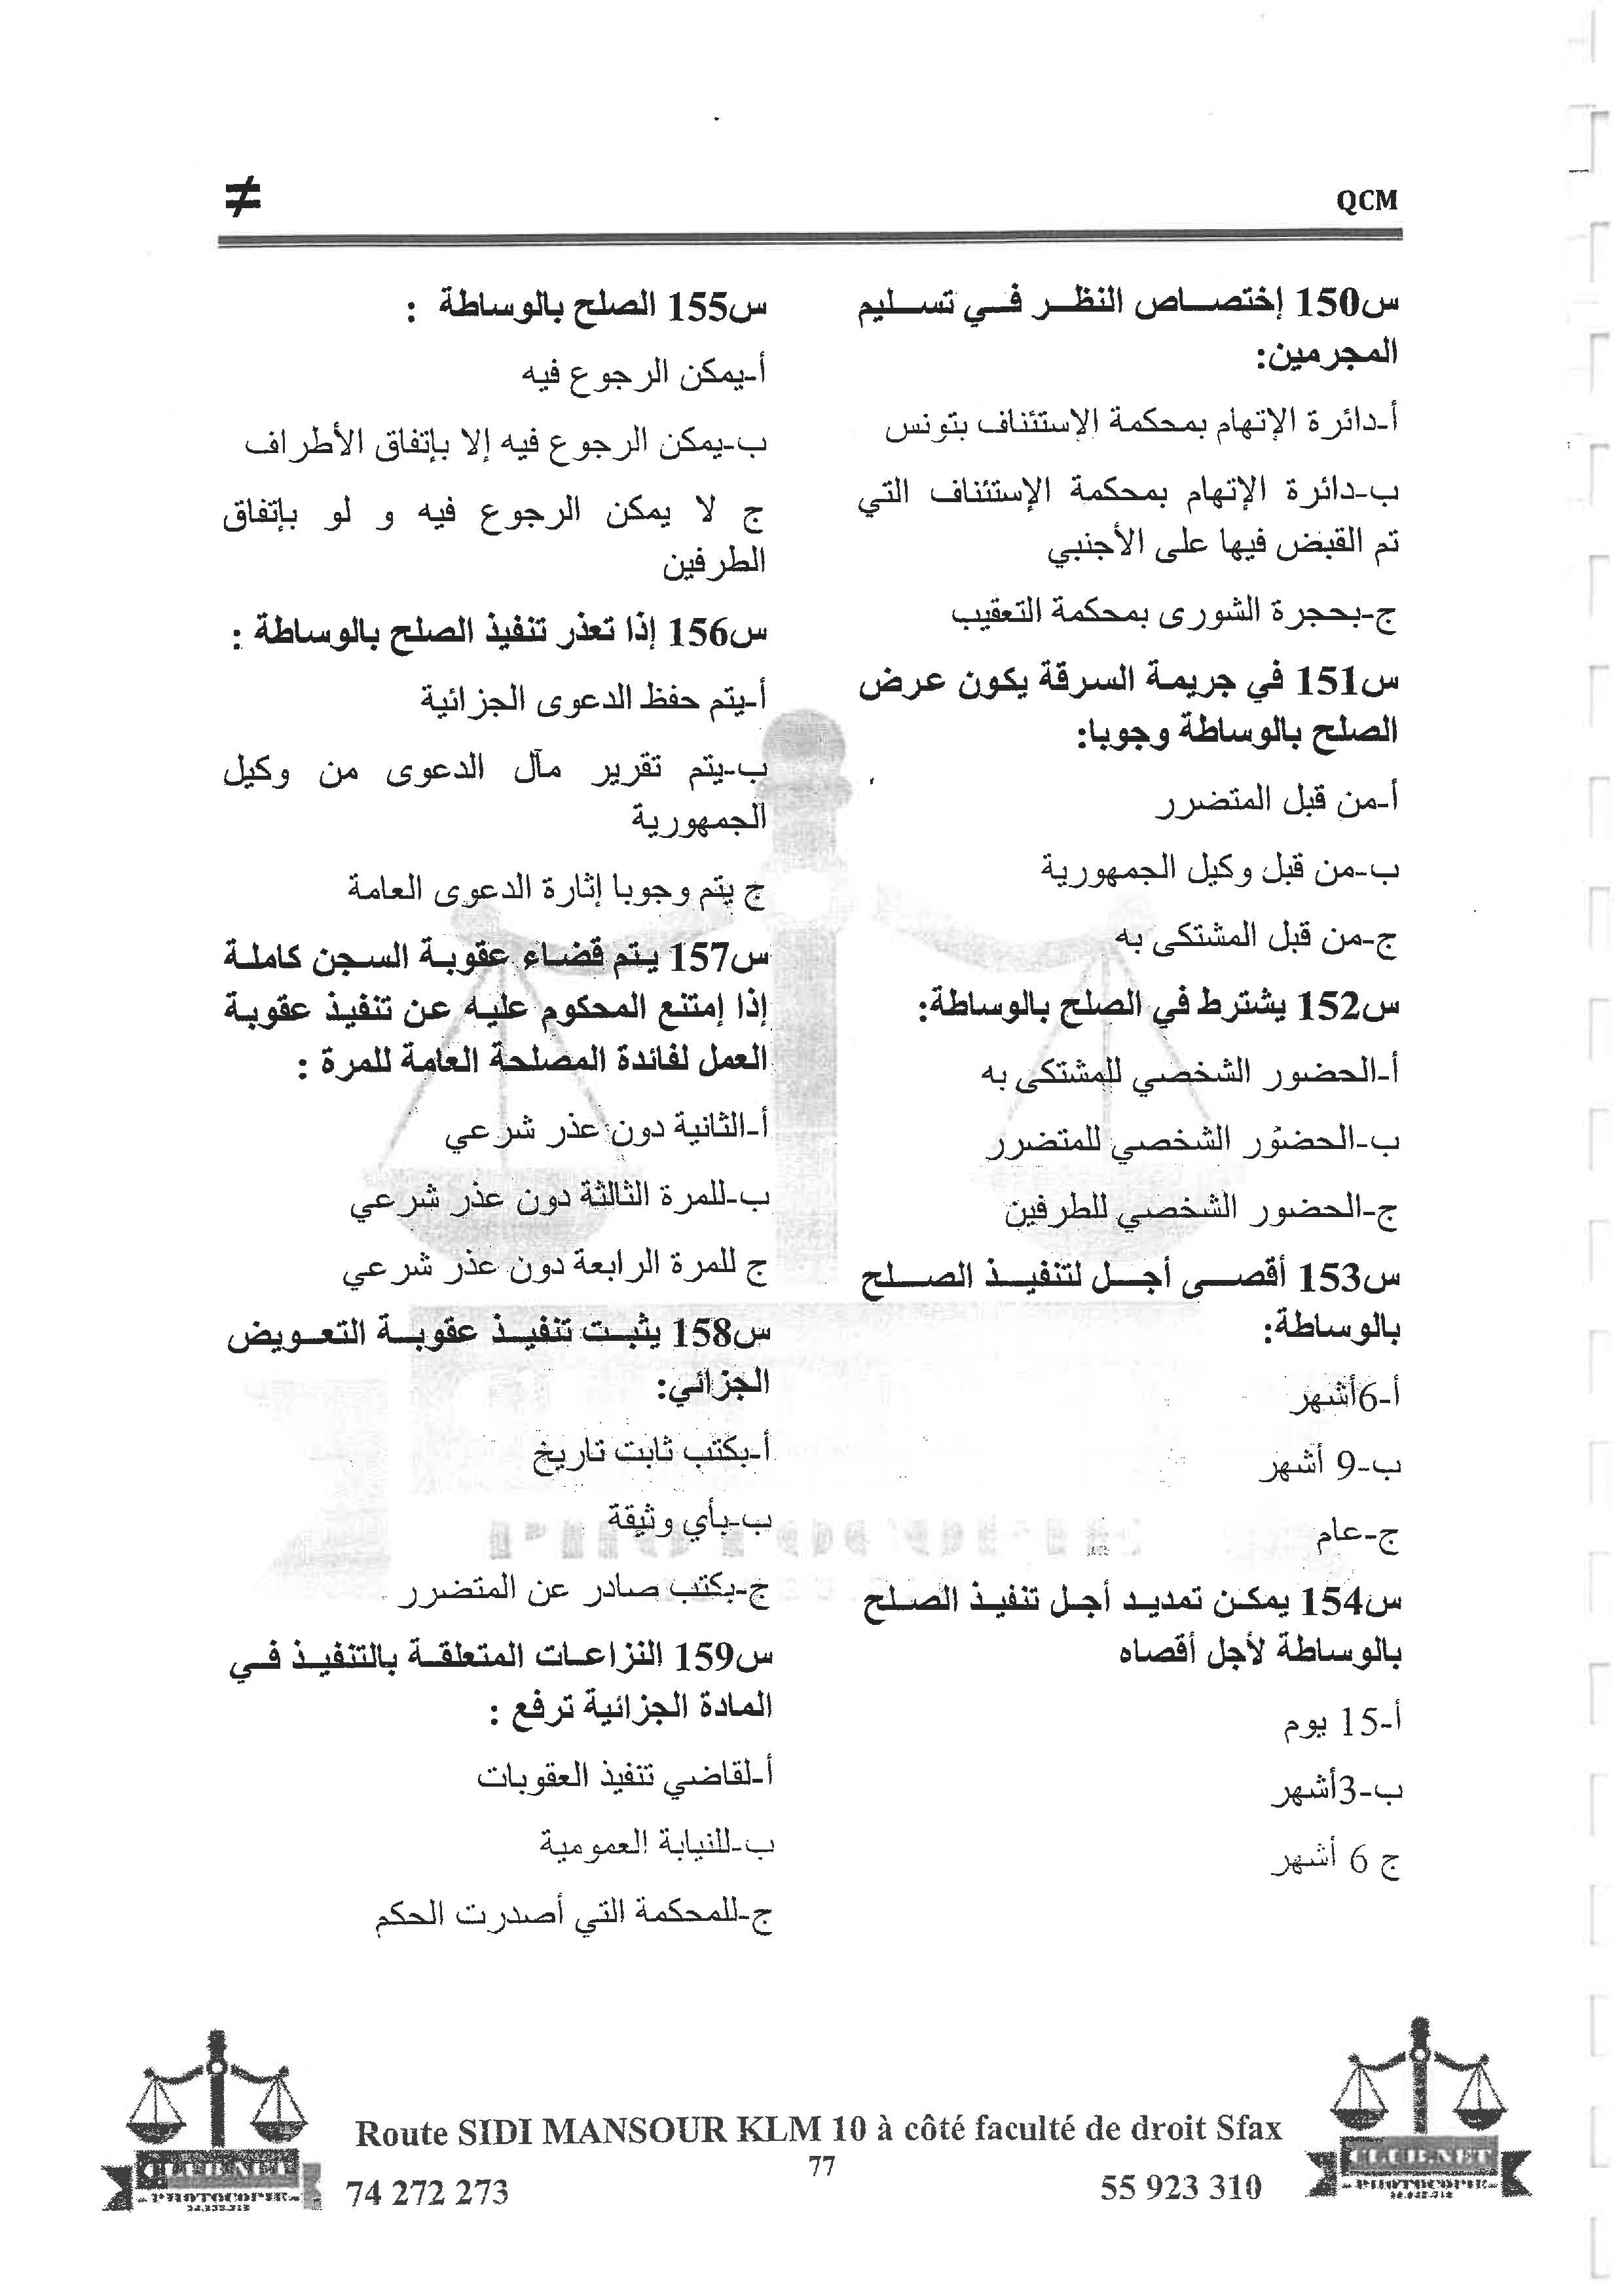 ≠
QCM
س150 إختصاص النظر في تسليم
المجرمين:
أ-دائرة الإتهام بمحكمة الإستئناف بتونس
ب-دائرة الإتهام بمحكمة الإستئناف التي
تم القبض فيها على الأجنبي
ج-بحجرة الشورى بمحكمة التعقيب
س151 في جريمة السرقة يكون عرض
الصلح بالوساطة وجوبا:
أ-من قبل المتضرر
ب-من قبل وكيل الجمهورية
ج-من قبل المشتكى به
س152 يشترط في الصلح بالوساطة:
أ-الحضور الشخصي للمشتكى به
ب-الحضور الشخصي للمتضرر
ج-الحضور الشخصي للطرفين
س153 أقصى أجل لتنفيذ الصلح
بالوساطة:
أ-6أشهر
ب-9 أشهر
ج-عام
س154 يمكن تمديد أجل تنفيذ الصلح
بالوساطة لأجل أقصاه
أ-15 يوم
ب-3أشهر
ج 6 أشهر
س155 الصلح بالوساطة :
أ-يمكن الرجوع فيه
ب-يمكن الرجوع فيه إلا بإتفاق الأطراف
ج لا يمكن الرجوع فيه و لو بإتفاق
الطرفين
س156 إذا تعذر تنفيذ الصلح بالوساطة :
أ-يتم حفظ الدعوى الجزائية
ب-يتم تقرير مآل الدعوى من وكيل
الجمهورية
ج يتم وجوبا إثارة الدعوى العامة
س157 يتم قضاء عقوبة السجن كاملة
إذا إمتنع المحكوم عليه عن تنفيذ عقوبة
العمل لفائدة المصلحة العامة للمرة :
أ-الثانية دون عذر شرعي
ب-للمرة الثالثة دون عذر شرعي
ج للمرة الرابعة دون عذر شرعي
س158 يثبت تنفيذ عقوبة التعويض
الجزائي:
أ-بكتب ثابت تاريخ
ب-بأي وثيقة
ج-بكتب صادر عن المتضرر
س159 النزاعات المتعلقة بالتنفيذ في
المادة الجزائية ترفع :
أ-لقاضي تنفيذ العقوبات
ب-للنيابة العمومية
ج-للمحكمة التي أصدرت الحكم
Route SIDI MANSOUR KLM 10 à côté faculté de droit Sfax
77
74 272 273
55 923 310
PHOTOCOPIE
PHOTOCOPIE